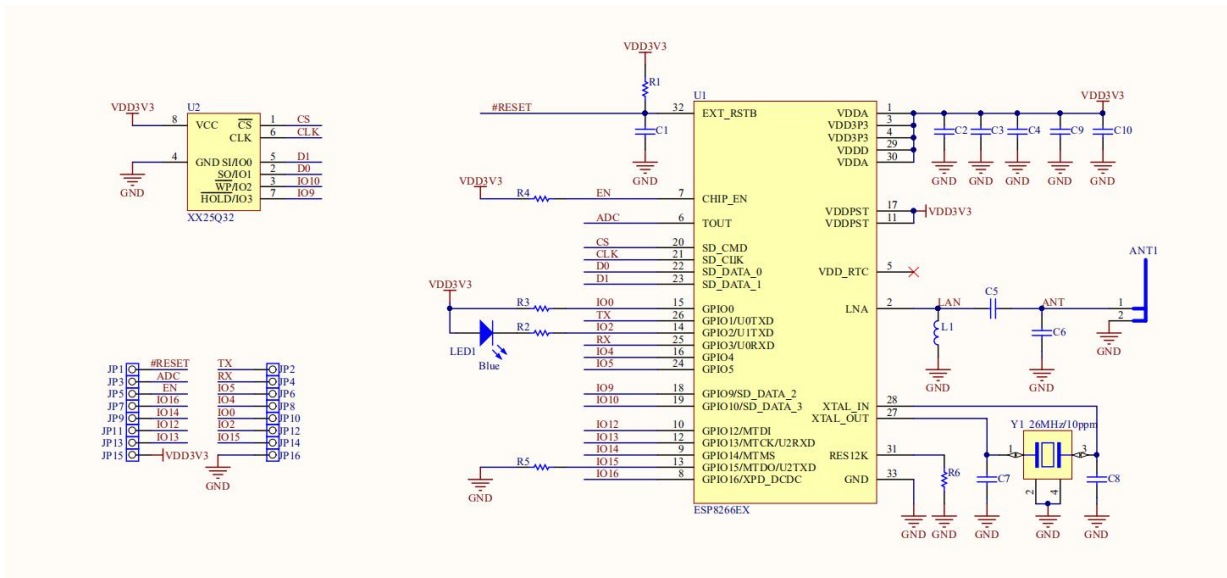 VDD3V3
U2
8 VCC CS 1 CS
CLK 6 CLK
4 GND SI/IO0 5 D1
SO/IO1 2 D0
WP/IO2 3 IO10
HOLD/IO3 7 IO9
GND
XX25Q32
JP1 #RESET
JP3 ADC
JP5 EN
JP7 IO16
JP9 IO14
JP11 IO12
JP13 IO13
JP15 VDD3V3
TX JP2
RX JP4
IO5 JP6
IO4 JP8
IO0 JP10
IO2 JP12
IO15 JP14
JP16
GND
VDD3V3
R1
#RESET
C1
GND
VDD3V3
R4 EN
ADC
CS
CLK
D0
D1
VDD3V3
R3 IO0
TX
R2 IO2
LED1
Blue
RX
IO4
IO5
IO9
IO10
IO12
IO13
IO14
R5 IO15
IO16
GND
U1
32 EXT_RSTB
7 CHIP_EN
6 TOUT
20 SD_CMD
21 SD_CLK
22 SD_DATA_0
23 SD_DATA_1
15 GPIO0
26 GPIO1/U0TXD
14 GPIO2/U1TXD
25 GPIO3/U0RXD
16 GPIO4
24 GPIO5
18 GPIO9/SD_DATA_2
19 GPIO10/SD_DATA_3
10 GPIO12/MTDI
12 GPIO13/MTCK/U2RXD
9 GPIO14/MTMS
13 GPIO15/MTDO/U2TXD
8 GPIO16/XPD_DCDC
ESP8266EX
VDDA 1
VDD3P3 3
VDD3P3 4
VDDD 29
VDDA 30
VDDPST 17
VDDPST 11
VDD3V3
VDD_RTC 5
LNA 2
XTAL_IN 28
XTAL_OUT 27
RES12K 31
GND 33
VDD3V3
C2 C3 C4 C9 C10
GND GND GND GND GND
LAN C5 ANT
L1
C6
GND
GND
ANT1
1
2
GND
Y1 26MHz/10ppm
1 3
2 4
R6
C7
C8
GND GND GND GND GND